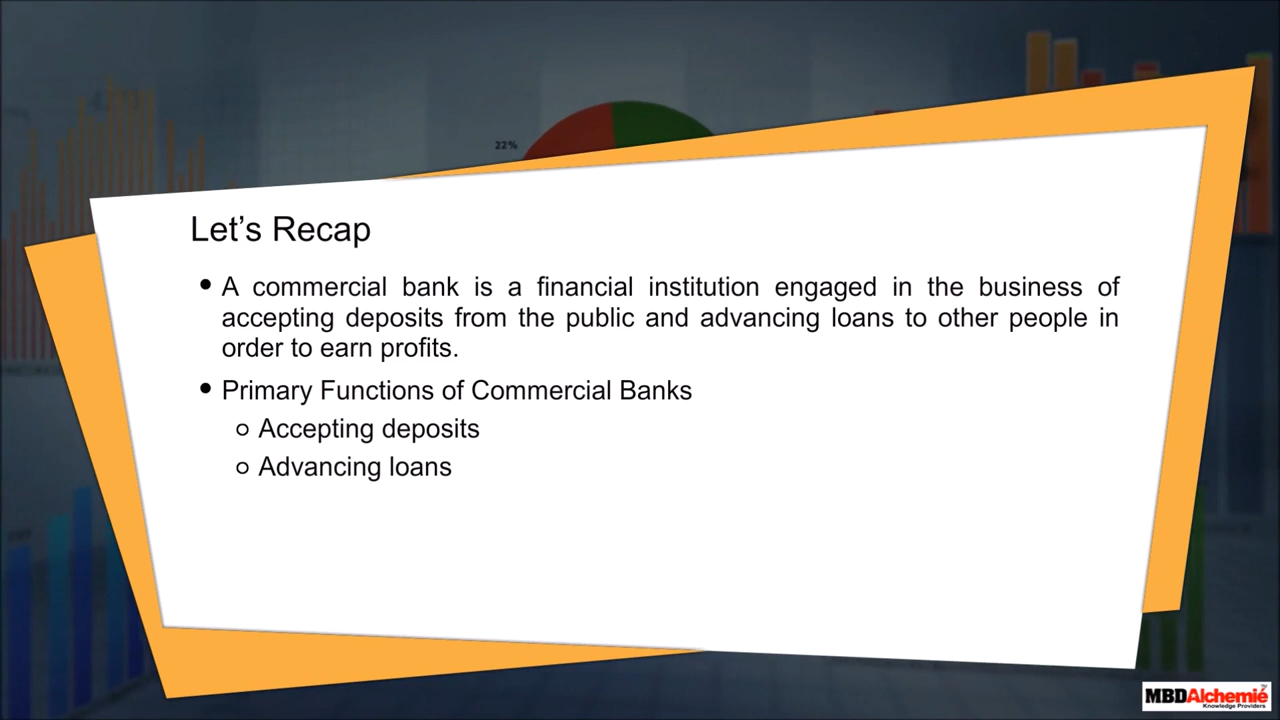 22%
Let’s Recap
● A commercial bank is a financial institution engaged in the business of
accepting deposits from the public and advancing loans to other people in
order to earn profits.
● Primary Functions of Commercial Banks
○ Accepting deposits
○ Advancing loans
MBDAlchemié
Knowledge Providers